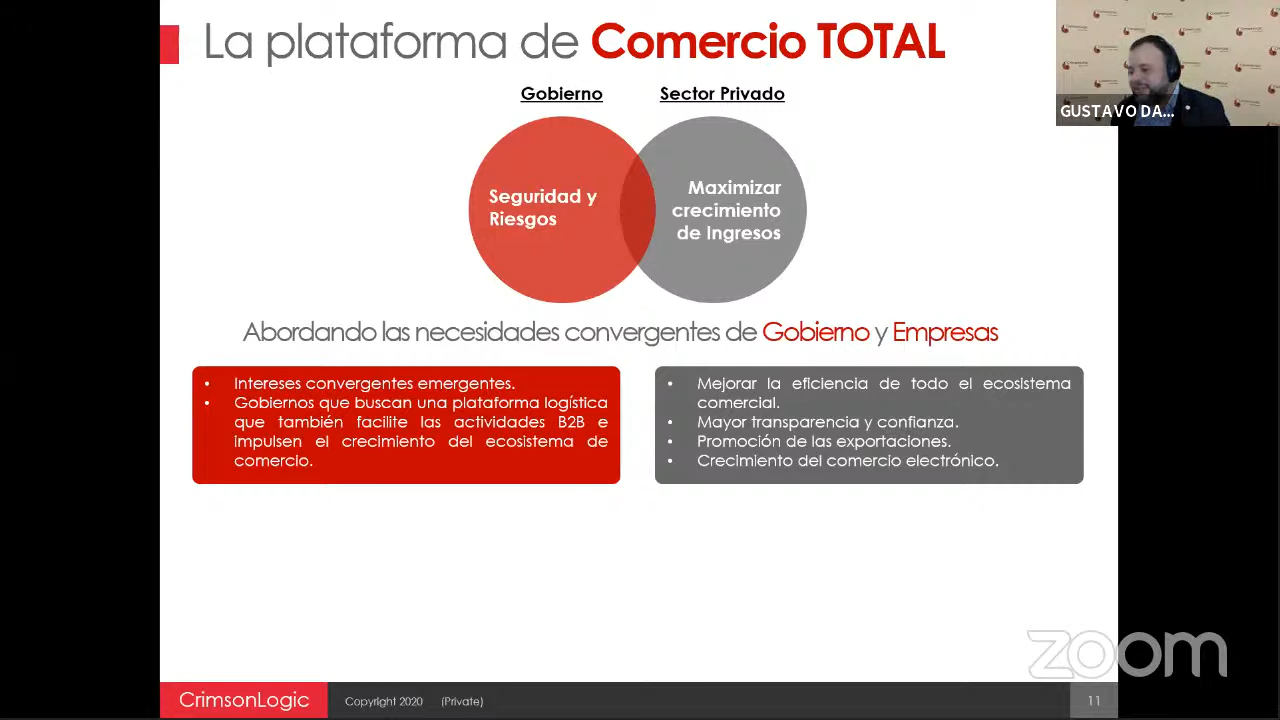 La plataforma de Comercio TOTAL
GUSTAVO DA...
Gobierno
Sector Privado
Seguridad y
Riesgos
Maximizar
crecimiento
de Ingresos
Abordando las necesidades convergentes de Gobierno y Empresas
• Intereses convergentes emergentes.
• Gobiernos que buscan una plataforma logística
que también facilite las actividades B2B e
impulsen el crecimiento del ecosistema de
comercio.
• Mejorar la eficiencia de todo el ecosistema
comercial.
• Mayor transparencia y confianza.
• Promoción de las exportaciones.
• Crecimiento del comercio electrónico.
zoom
CrimsonLogic
Copyright 2020 (Private)
11